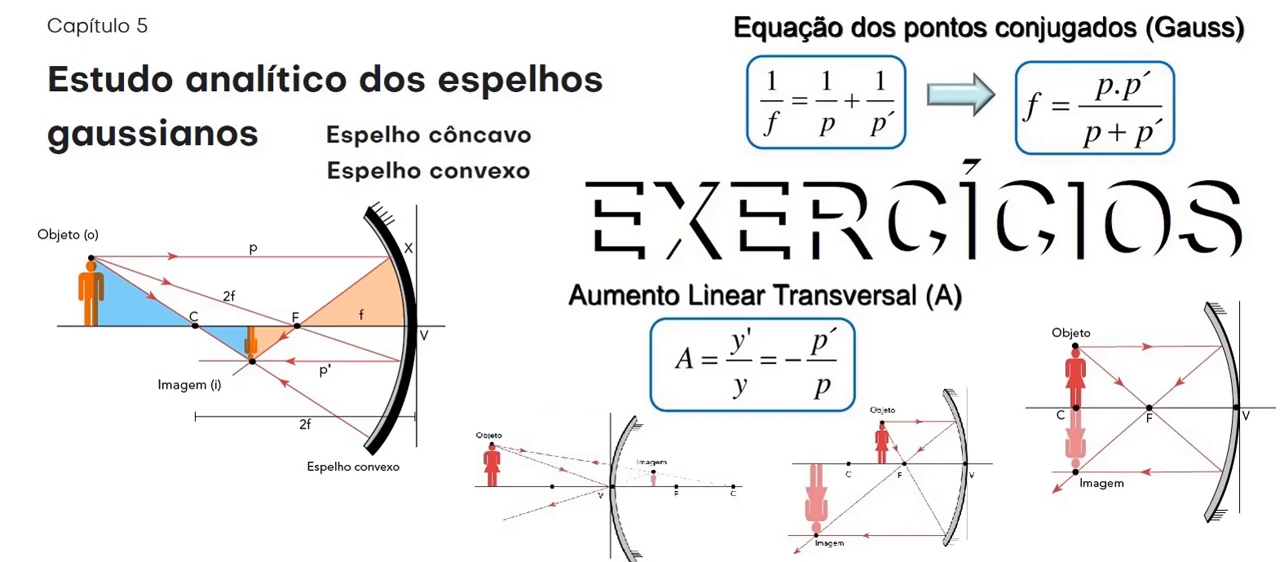 Capítulo 5
Estudo analítico dos espelhos
gaussianos
Espelho côncavo
Espelho convexo
Equação dos pontos conjugados (Gauss)
1/f = 1/p + 1/p´
f = p.p´/p + p´
EXERCÍCIOS
Aumento Linear Transversal (A)
A = y'/y = - p´/p
Objeto (o)
p
X
2f
C
F
f
V
p'
Imagem (i)
2f
Espelho convexo
Objeto
Imagem
V
F
C
Objeto
C
F
V
Imagem
Objeto
C
F
V
Imagem